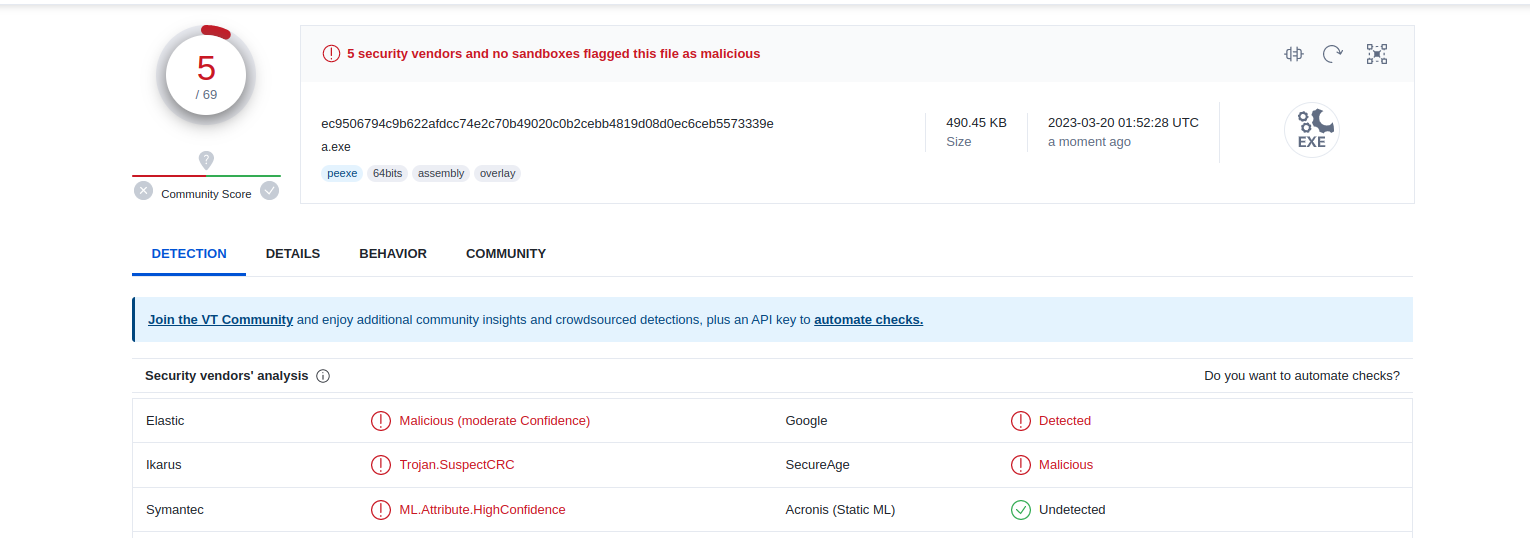 5
/ 69
?
Community Score
5 security vendors and no sandboxes flagged this file as malicious
ec9506794c9b622afdcc74e2c70b49020c0b2cebb4819d08d0ec6ceb5573339e
a.exe
peexe 64bits assembly overlay
490.45 KB
Size
2023-03-20 01:52:28 UTC
a moment ago
EXE
DETECTION DETAILS BEHAVIOR COMMUNITY
Join the VT Community and enjoy additional community insights and crowdsourced detections, plus an API key to automate checks.
Security vendors' analysis Do you want to automate checks?
Elastic Malicious (moderate Confidence) Google Detected
Ikarus Trojan.SuspectCRC SecureAge Malicious
Symantec ML.Attribute.HighConfidence Acronis (Static ML) Undetected